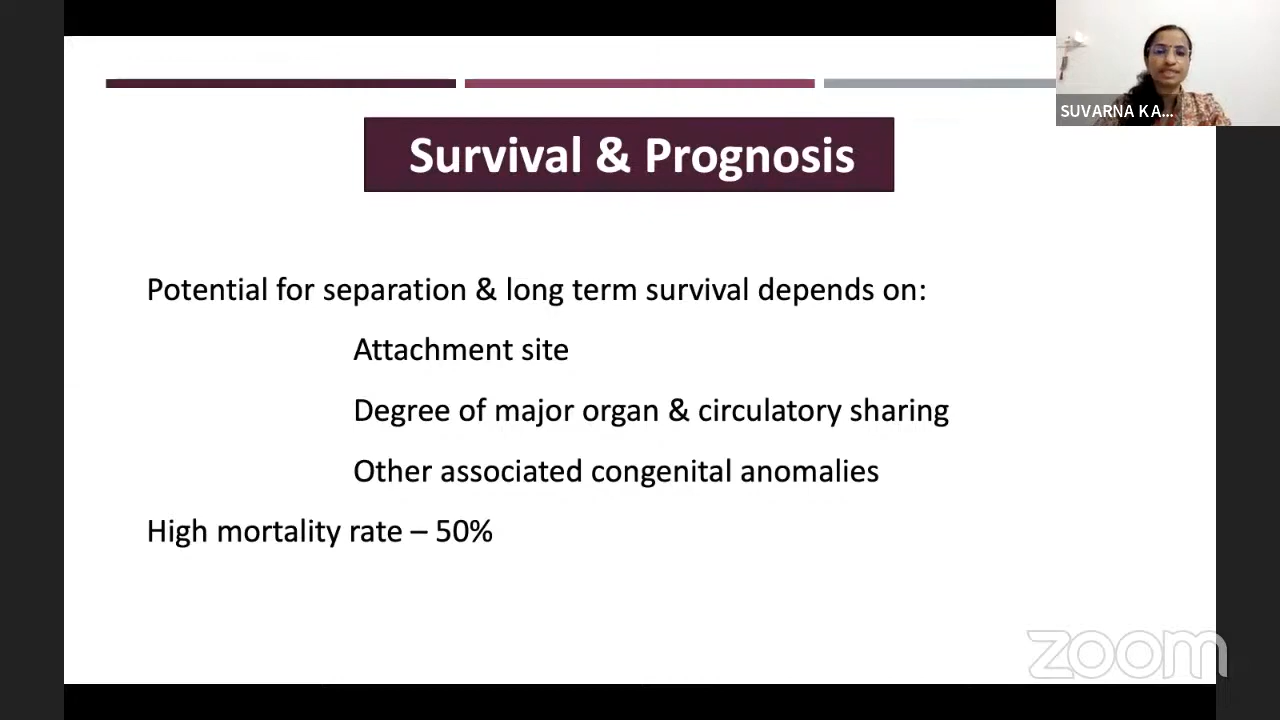 SUVARNA K A...
Survival & Prognosis
Potential for separation & long term survival depends on:
Attachment site
Degree of major organ & circulatory sharing
Other associated congenital anomalies
High mortality rate – 50%
zoom